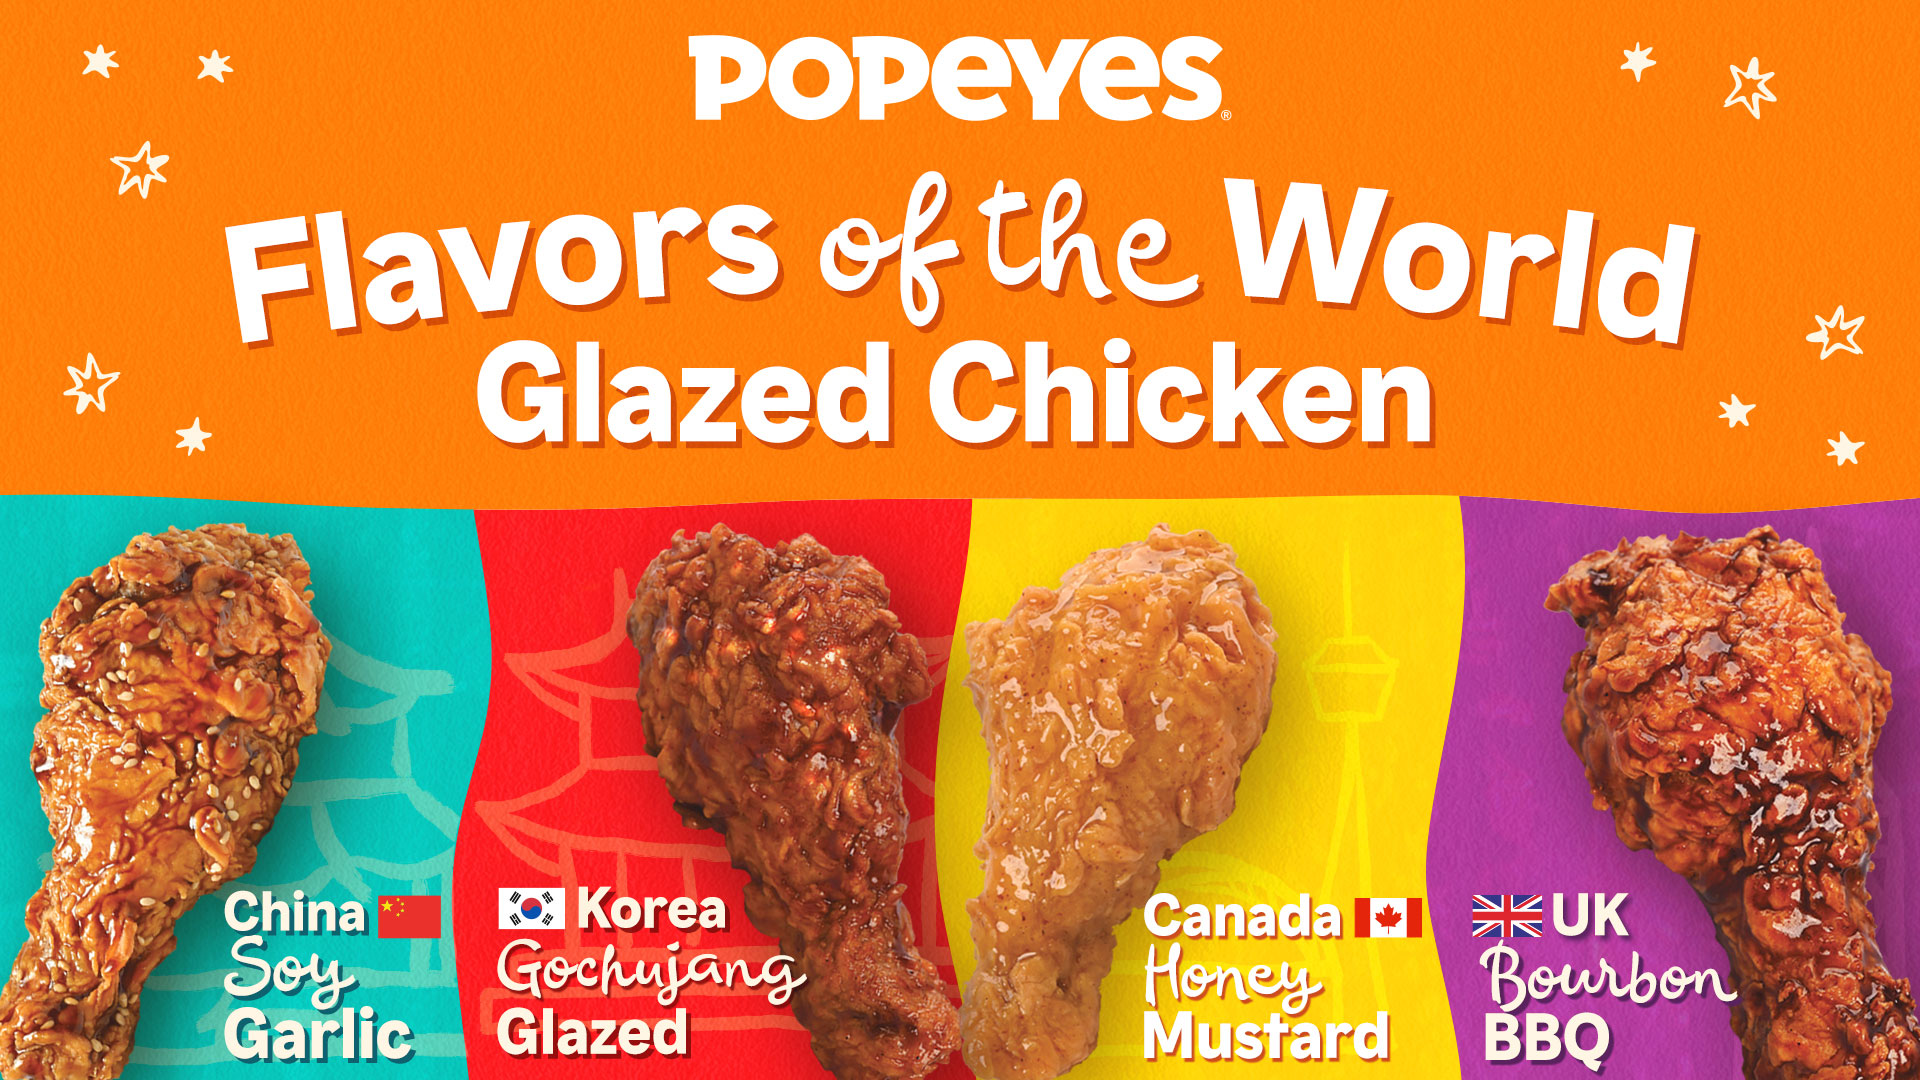 POPEYES®
Flavors of the World
Glazed Chicken
China
Soy
Garlic
Korea
Gochujang
Glazed
Canada
Honey
Mustard
UK
Bourbon
BBQ